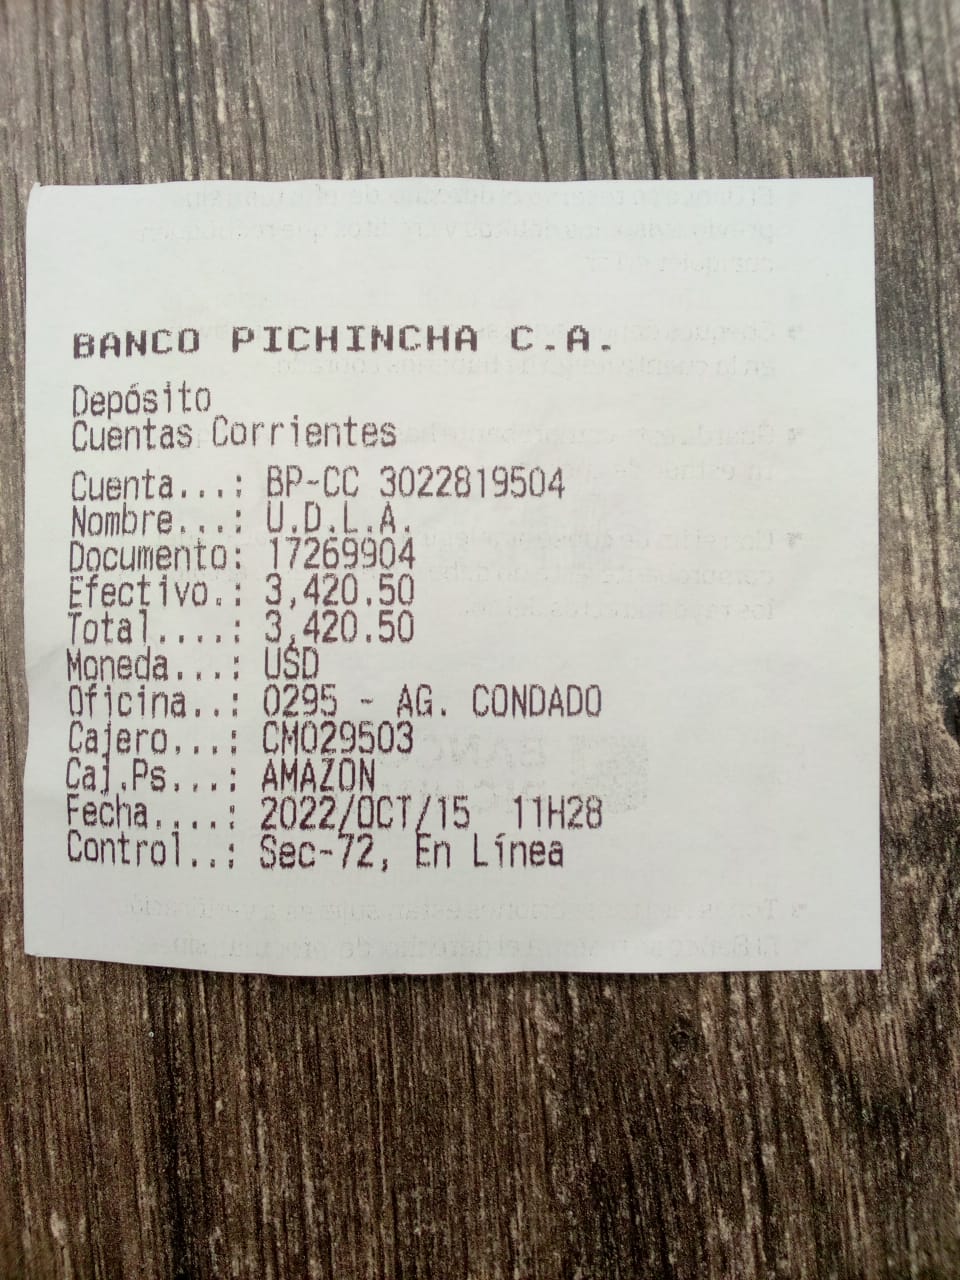 BANCO PICHINCHA C.A.
Depósito
Cuentas Corrientes
Cuenta...: BP-CC 3022819504
Nombre...: U.D.L.A.
Documento: 17269904
Efectivo.: 3,420.50
Total....: 3,420.50
Moneda...: USD
Oficina..: 0295 - AG. CONDADO
Cajero...: CM029503
Caj.Ps...: AMAZON
Fecha....: 2022/OCT/15 11H28
Control..: Sec-72, En Línea